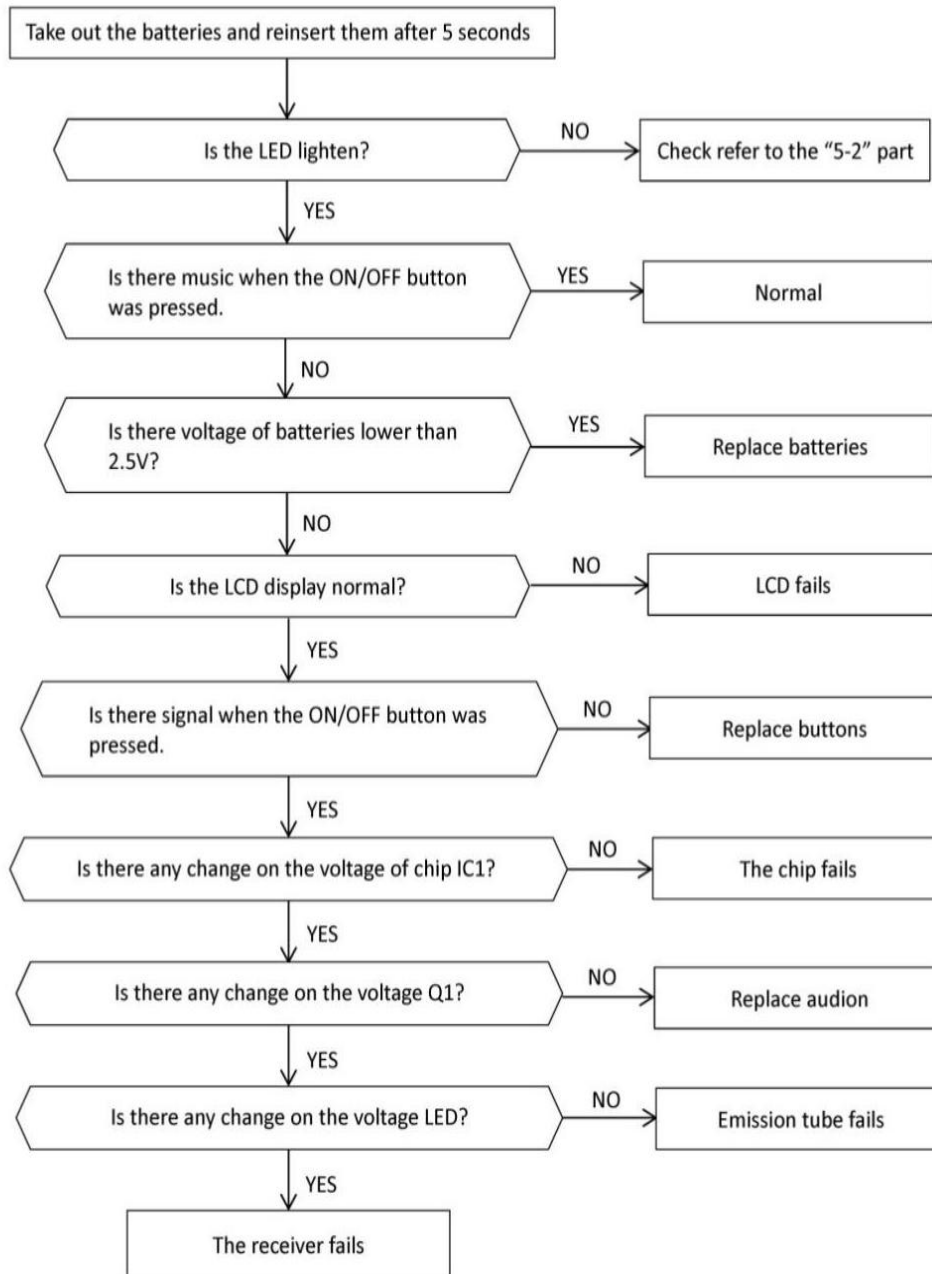 Take out the batteries and reinsert them after 5 seconds
Is the LED lighten?
NO
Check refer to the “5-2” part
YES
Is there music when the ON/OFF button
was pressed.
YES
Normal
NO
Is there voltage of batteries lower than
2.5V?
YES
Replace batteries
NO
Is the LCD display normal?
NO
LCD fails
YES
Is there signal when the ON/OFF button was
pressed.
NO
Replace buttons
YES
Is there any change on the voltage of chip IC1?
NO
The chip fails
YES
Is there any change on the voltage Q1?
NO
Replace audion
YES
Is there any change on the voltage LED?
NO
Emission tube fails
YES
The receiver fails